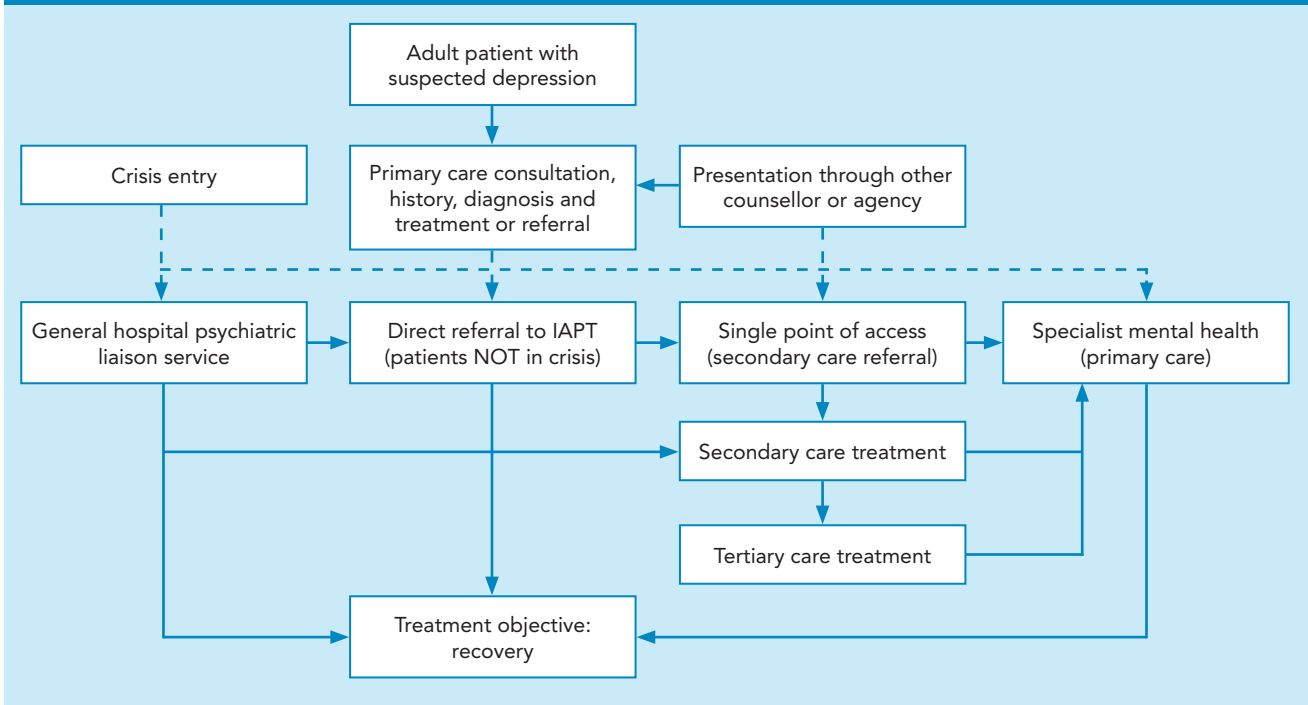 Adult patient with
suspected depression
Crisis entry
Primary care consultation,
history, diagnosis and
treatment or referral
Presentation through other
counsellor or agency
General hospital psychiatric
liaison service
Direct referral to IAPT
(patients NOT in crisis)
Single point of access
(secondary care referral)
Specialist mental health
(primary care)
Secondary care treatment
Tertiary care treatment
Treatment objective:
recovery